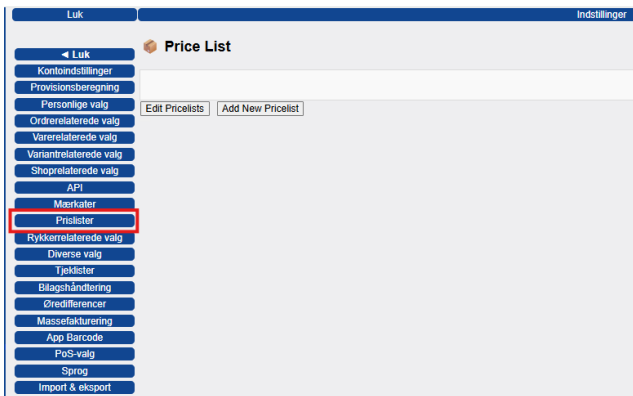 Luk
Indstillinger
◄ Luk
Kontoindstillinger
Provisionsberegning
Personlige valg
Ordrerelaterede valg
Varerelaterede valg
Variantrelaterede valg
Shoprelaterede valg
API
Mærkater
Prislister
Rykkerrelaterede valg
Diverse valg
Tjeklister
Bilagshåndtering
Øredifferencer
Massefakturering
App Barcode
PoS-valg
Sprog
Import & eksport
Price List
Edit Pricelists
Add New Pricelist